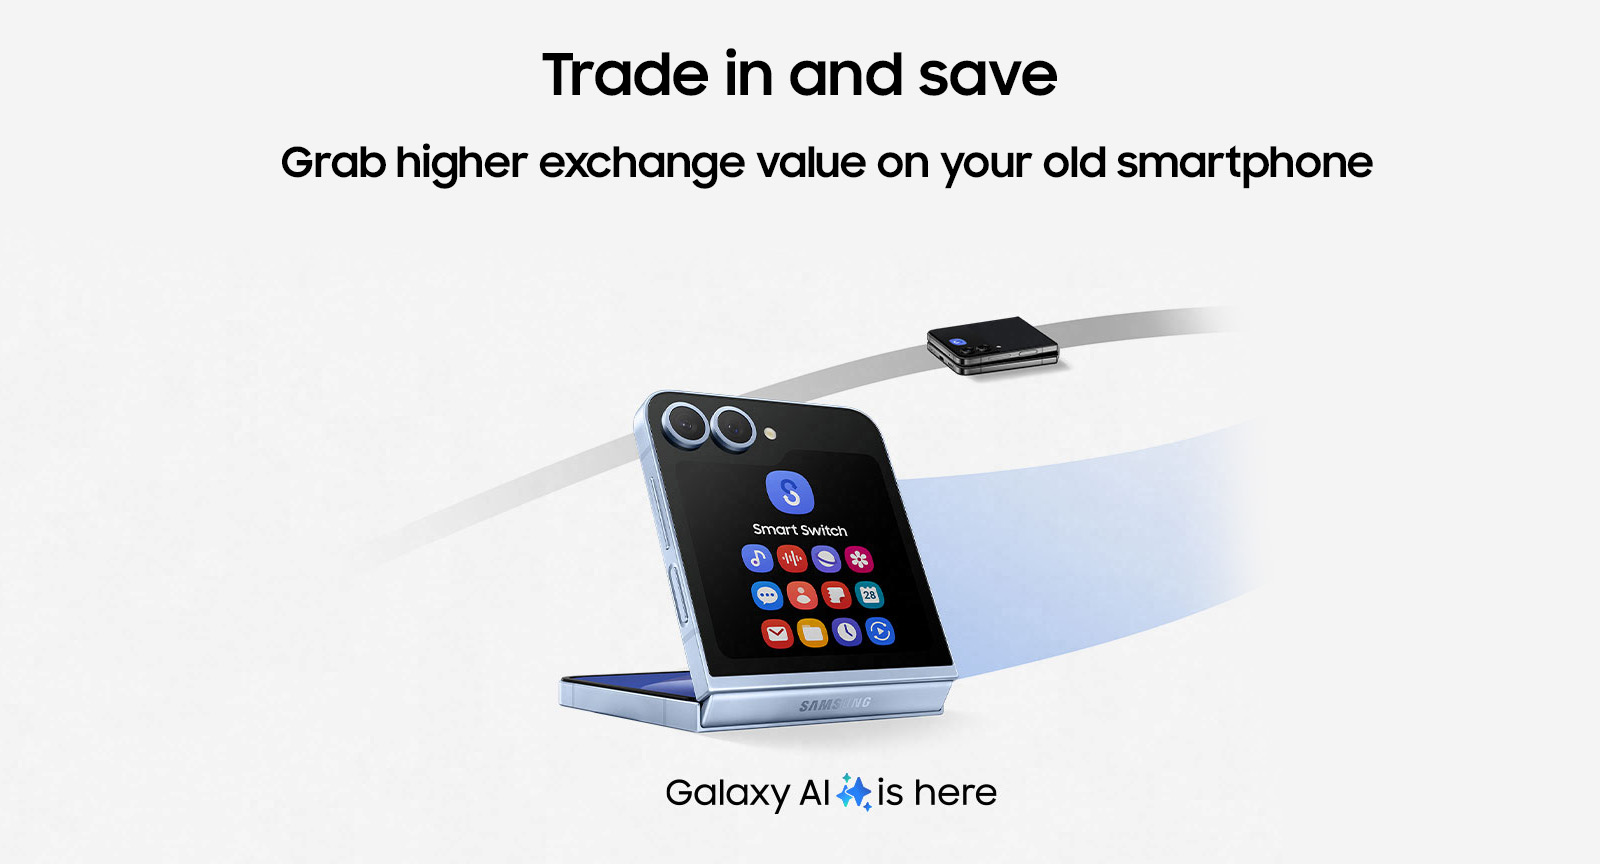 Trade in and save
Grab higher exchange value on your old smartphone
Smart Switch
28
SAMSUNG
Galaxy AI is here